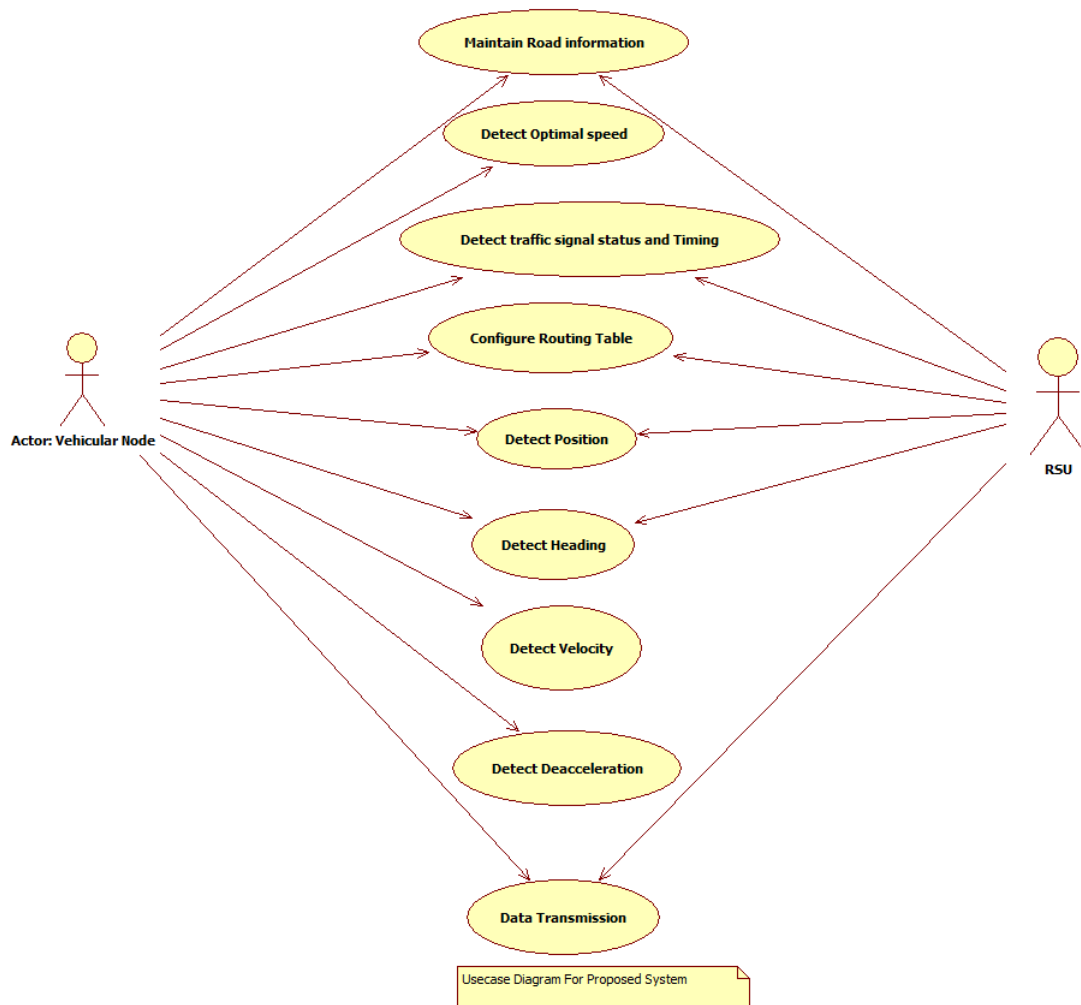 Maintain Road information
Detect Optimal speed
Detect traffic signal status and Timing
Configure Routing Table
Actor: Vehicular Node
Detect Position
RSU
Detect Heading
Detect Velocity
Detect Deacceleration
Data Transmission
Usecase Diagram For Proposed System